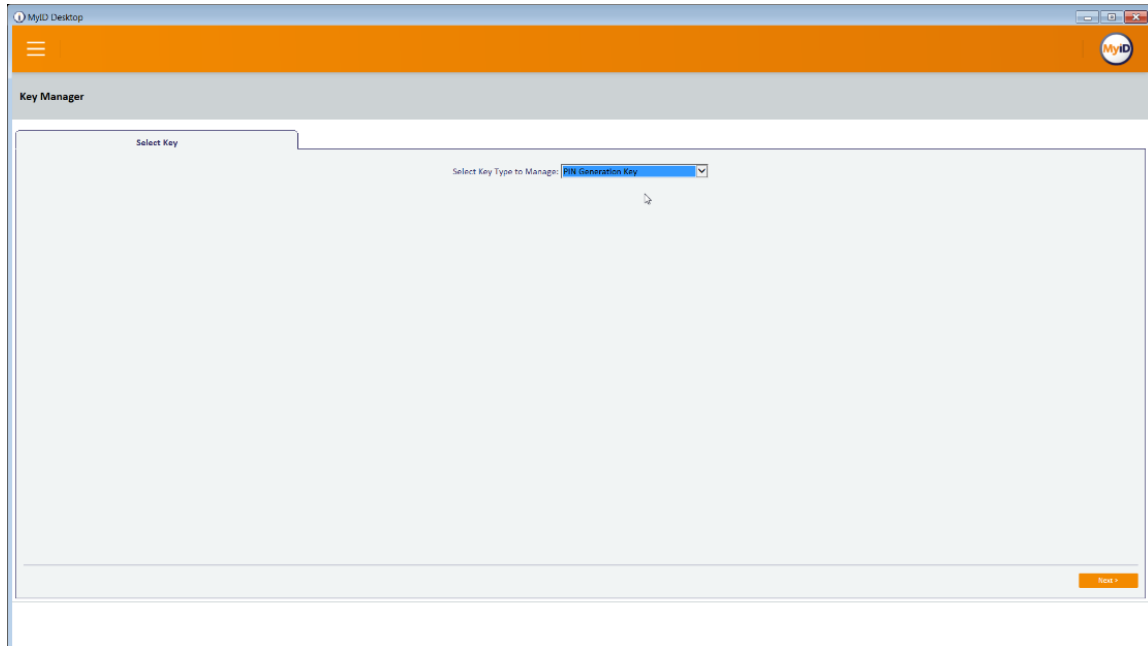 MyID Desktop
MyID
Key Manager
Select Key
Select Key Type to Manage: PIN Generation Key
Next >